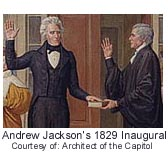 Andrew Jackson's 1829 Inaugural
Courtesy of: Architect of the Capitol